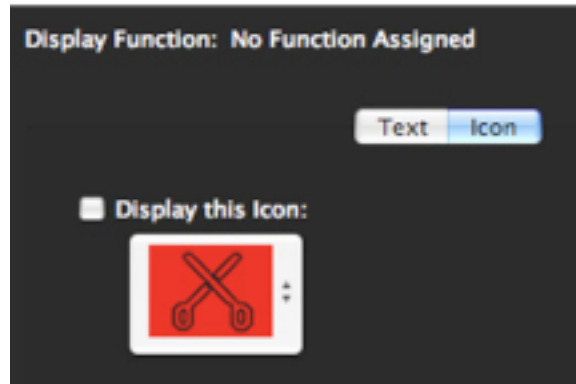 Display Function: No Function Assigned
Text Icon
Display this Icon: